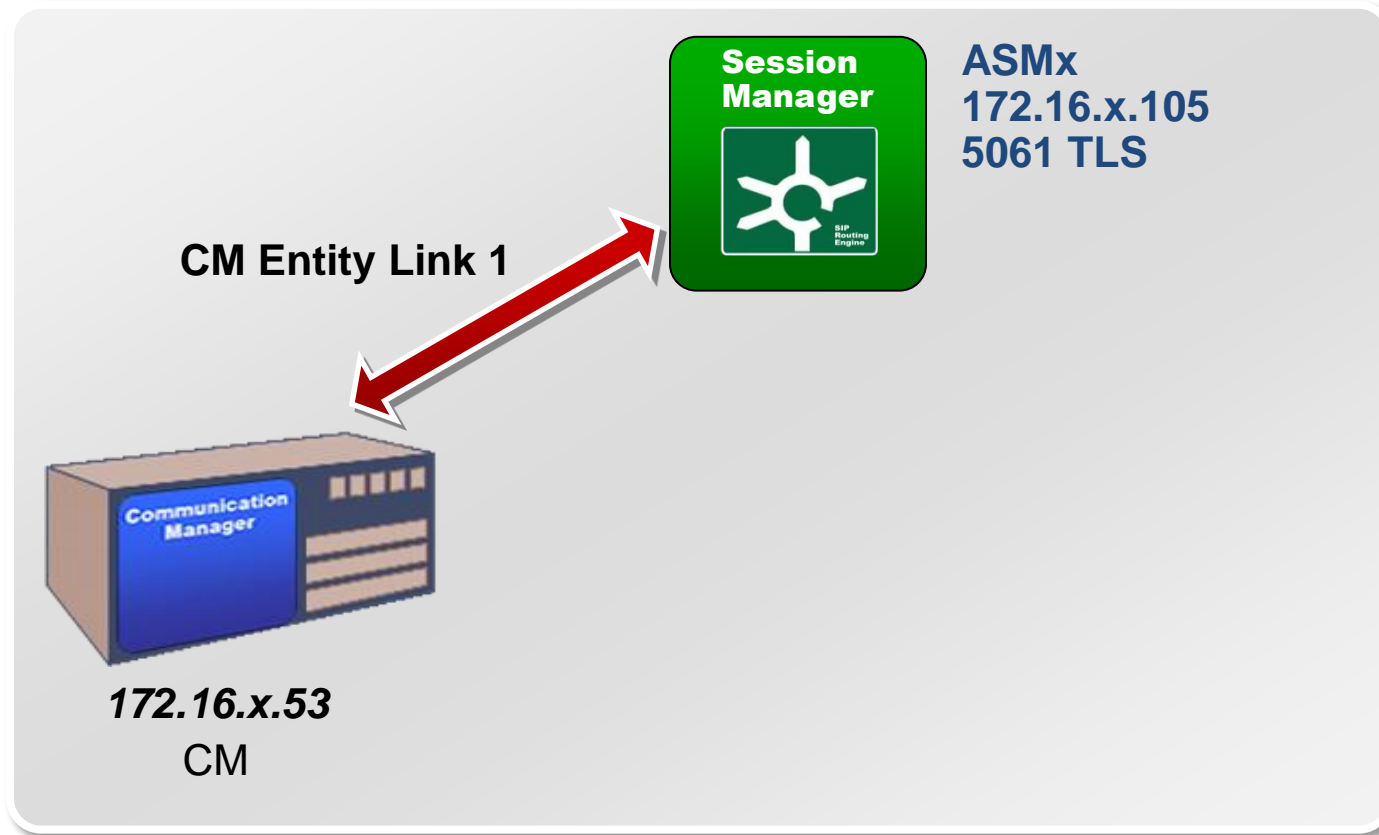 Session
Manager
SIP
Routing
Engine
ASMx
172.16.x.105
5061 TLS
CM Entity Link 1
Communication
Manager
172.16.x.53
CM